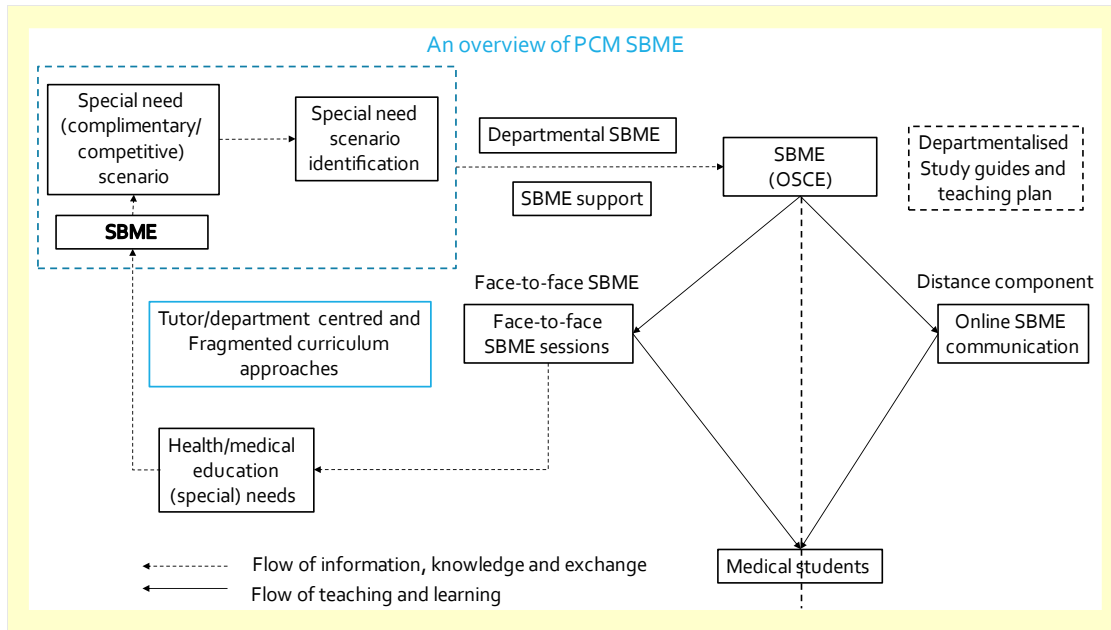 An overview of PCM SBME
Special need
(complimentary/
competitive)
scenario
Special need
scenario
identification
SBME
Departmental SBME
SBME support
SBME
(OSCE)
Departmentalised
Study guides and
teaching plan
Tutor/department centred and
Fragmented curriculum
approaches
Face-to-face SBME
Face-to-face
SBME sessions
Distance component
Online SBME
communication
Health/medical
education
(special) needs
Medical students
Flow of information, knowledge and exchange
Flow of teaching and learning